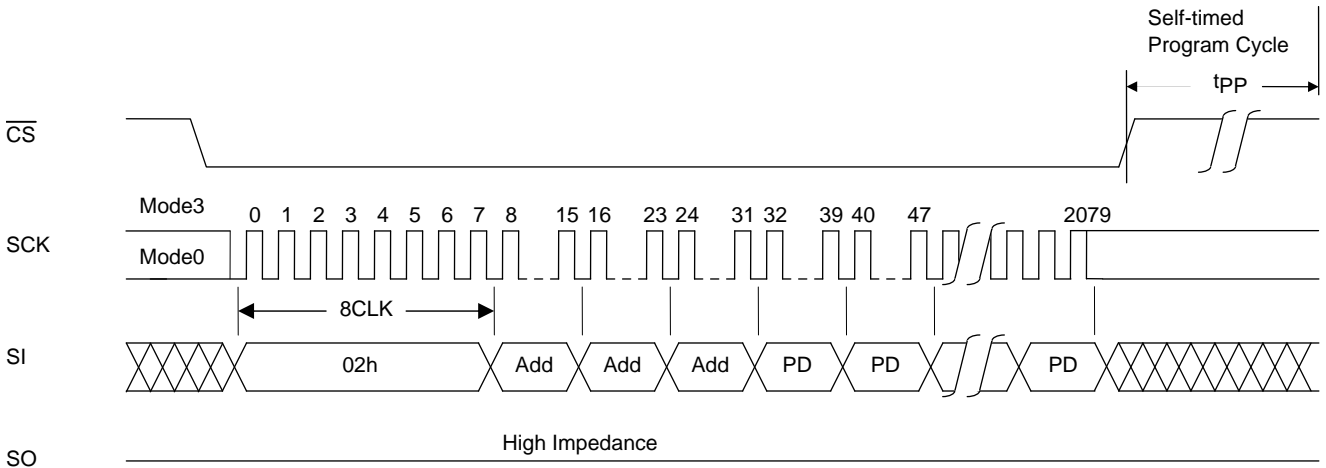 Self-timed
Program Cycle
tPP
CS
Mode3
0 1 2 3 4 5 6 7 8 15 16 23 24 31 32 39 40 47 2079
SCK
Mode0
8CLK
SI
02h Add Add Add PD PD PD
High Impedance
SO